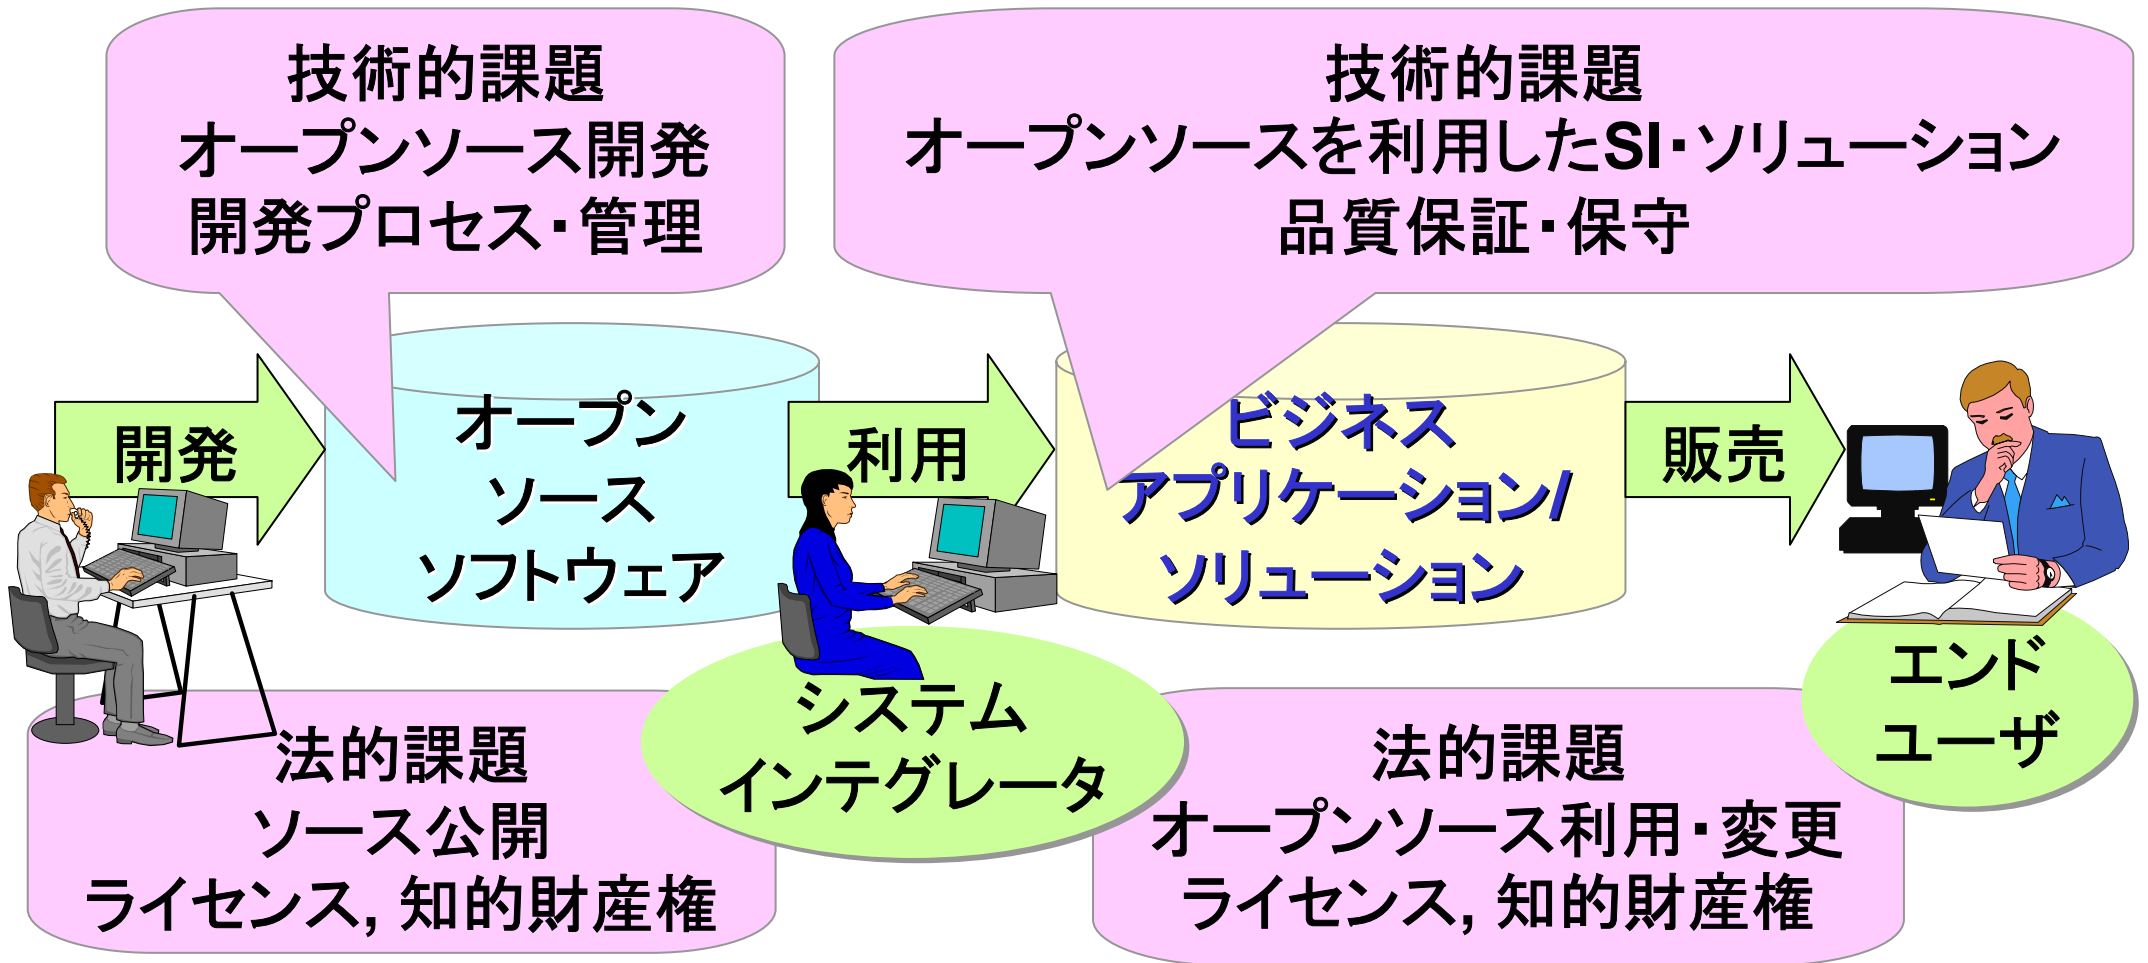 技術的課題
オープンソース開発
開発プロセス・管理
技術的課題
オープンソースを利用したSI・ソリューション
品質保証・保守
開発
オープン
ソース
ソフトウェア
利用
ビジネス
アプリケーション/
ソリューション
販売
法的課題
ソース公開
ライセンス, 知的財産権
システム
インテグレータ
法的課題
オープンソース利用・変更
ライセンス, 知的財産権
エンド
ユーザ